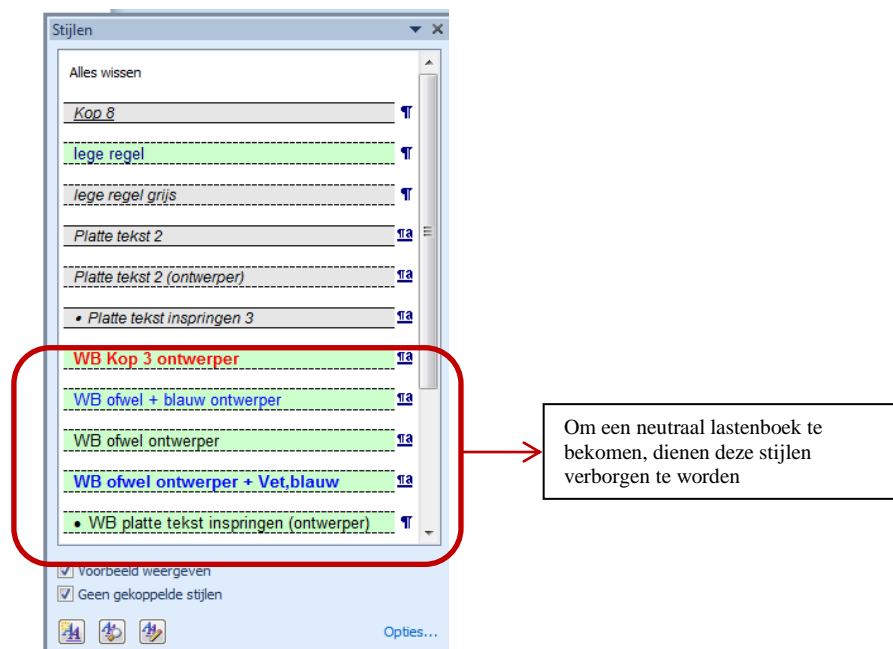 Stijlen
Alles wissen
Kop 8
lege regel
lege regel grijs
Platte tekst 2
Platte tekst 2 (ontwerper)
• Platte tekst inspringen 3
WB Kop 3 ontwerper
WB ofwel + blauw ontwerper
WB ofwel ontwerper
WB ofwel ontwerper + Vet,blauw
• WB platte tekst inspringen (ontwerper)
Voorbeeld weergeven
Geen gekoppelde stijlen
Opties...
Om een neutraal lastenboek te
bekomen, dienen deze stijlen
verborgen te worden